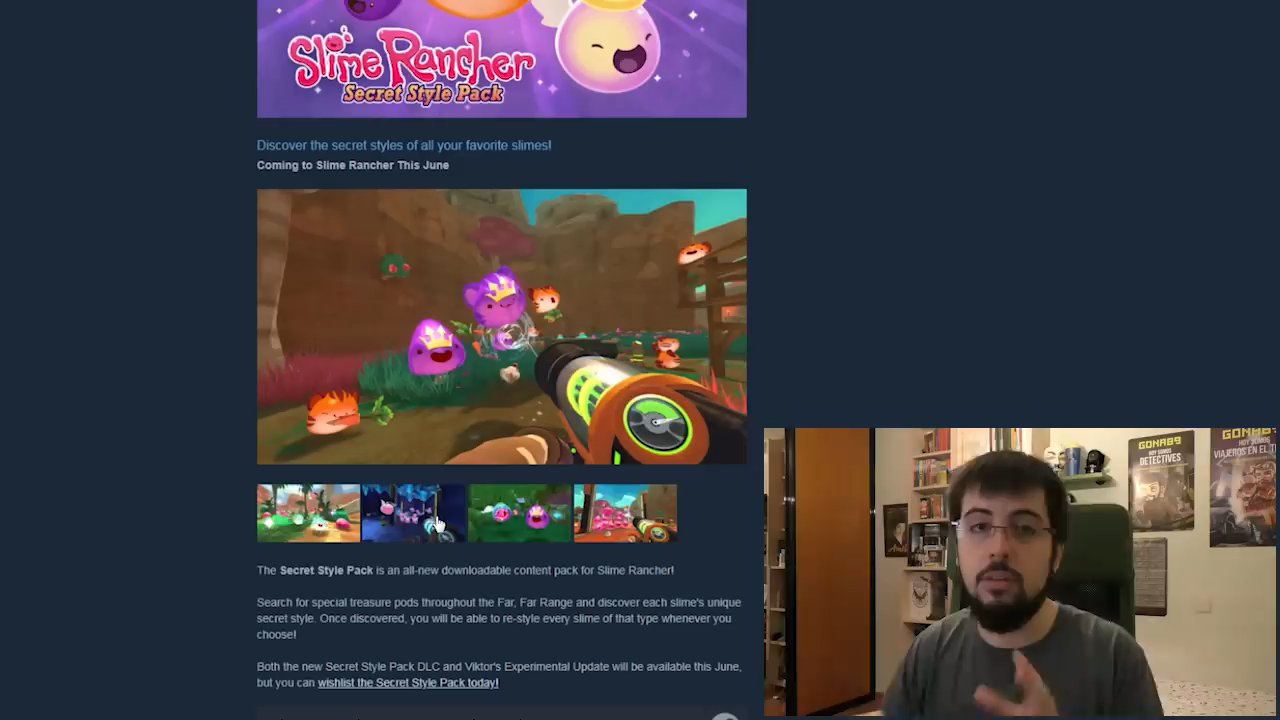 Slime Rancher
Secret Style Pack
Discover the secret styles of all your favorite slimes!
Coming to Slime Rancher This June
The Secret Style Pack is an all-new downloadable content pack for Slime Rancher!
Search for special treasure pods throughout the Far, Far Range and discover each slime's unique
secret style. Once discovered, you will be able to re-style every slime of that type whenever you
choose!
Both the new Secret Style Pack DLC and Viktor's Experimental Update will be available this June,
but you can wishlist the Secret Style Pack today!
GONAB9
HOY SOMOS
DETECTIVES
GONAB
HOY SOMOS
VIAJEROS EN EL T